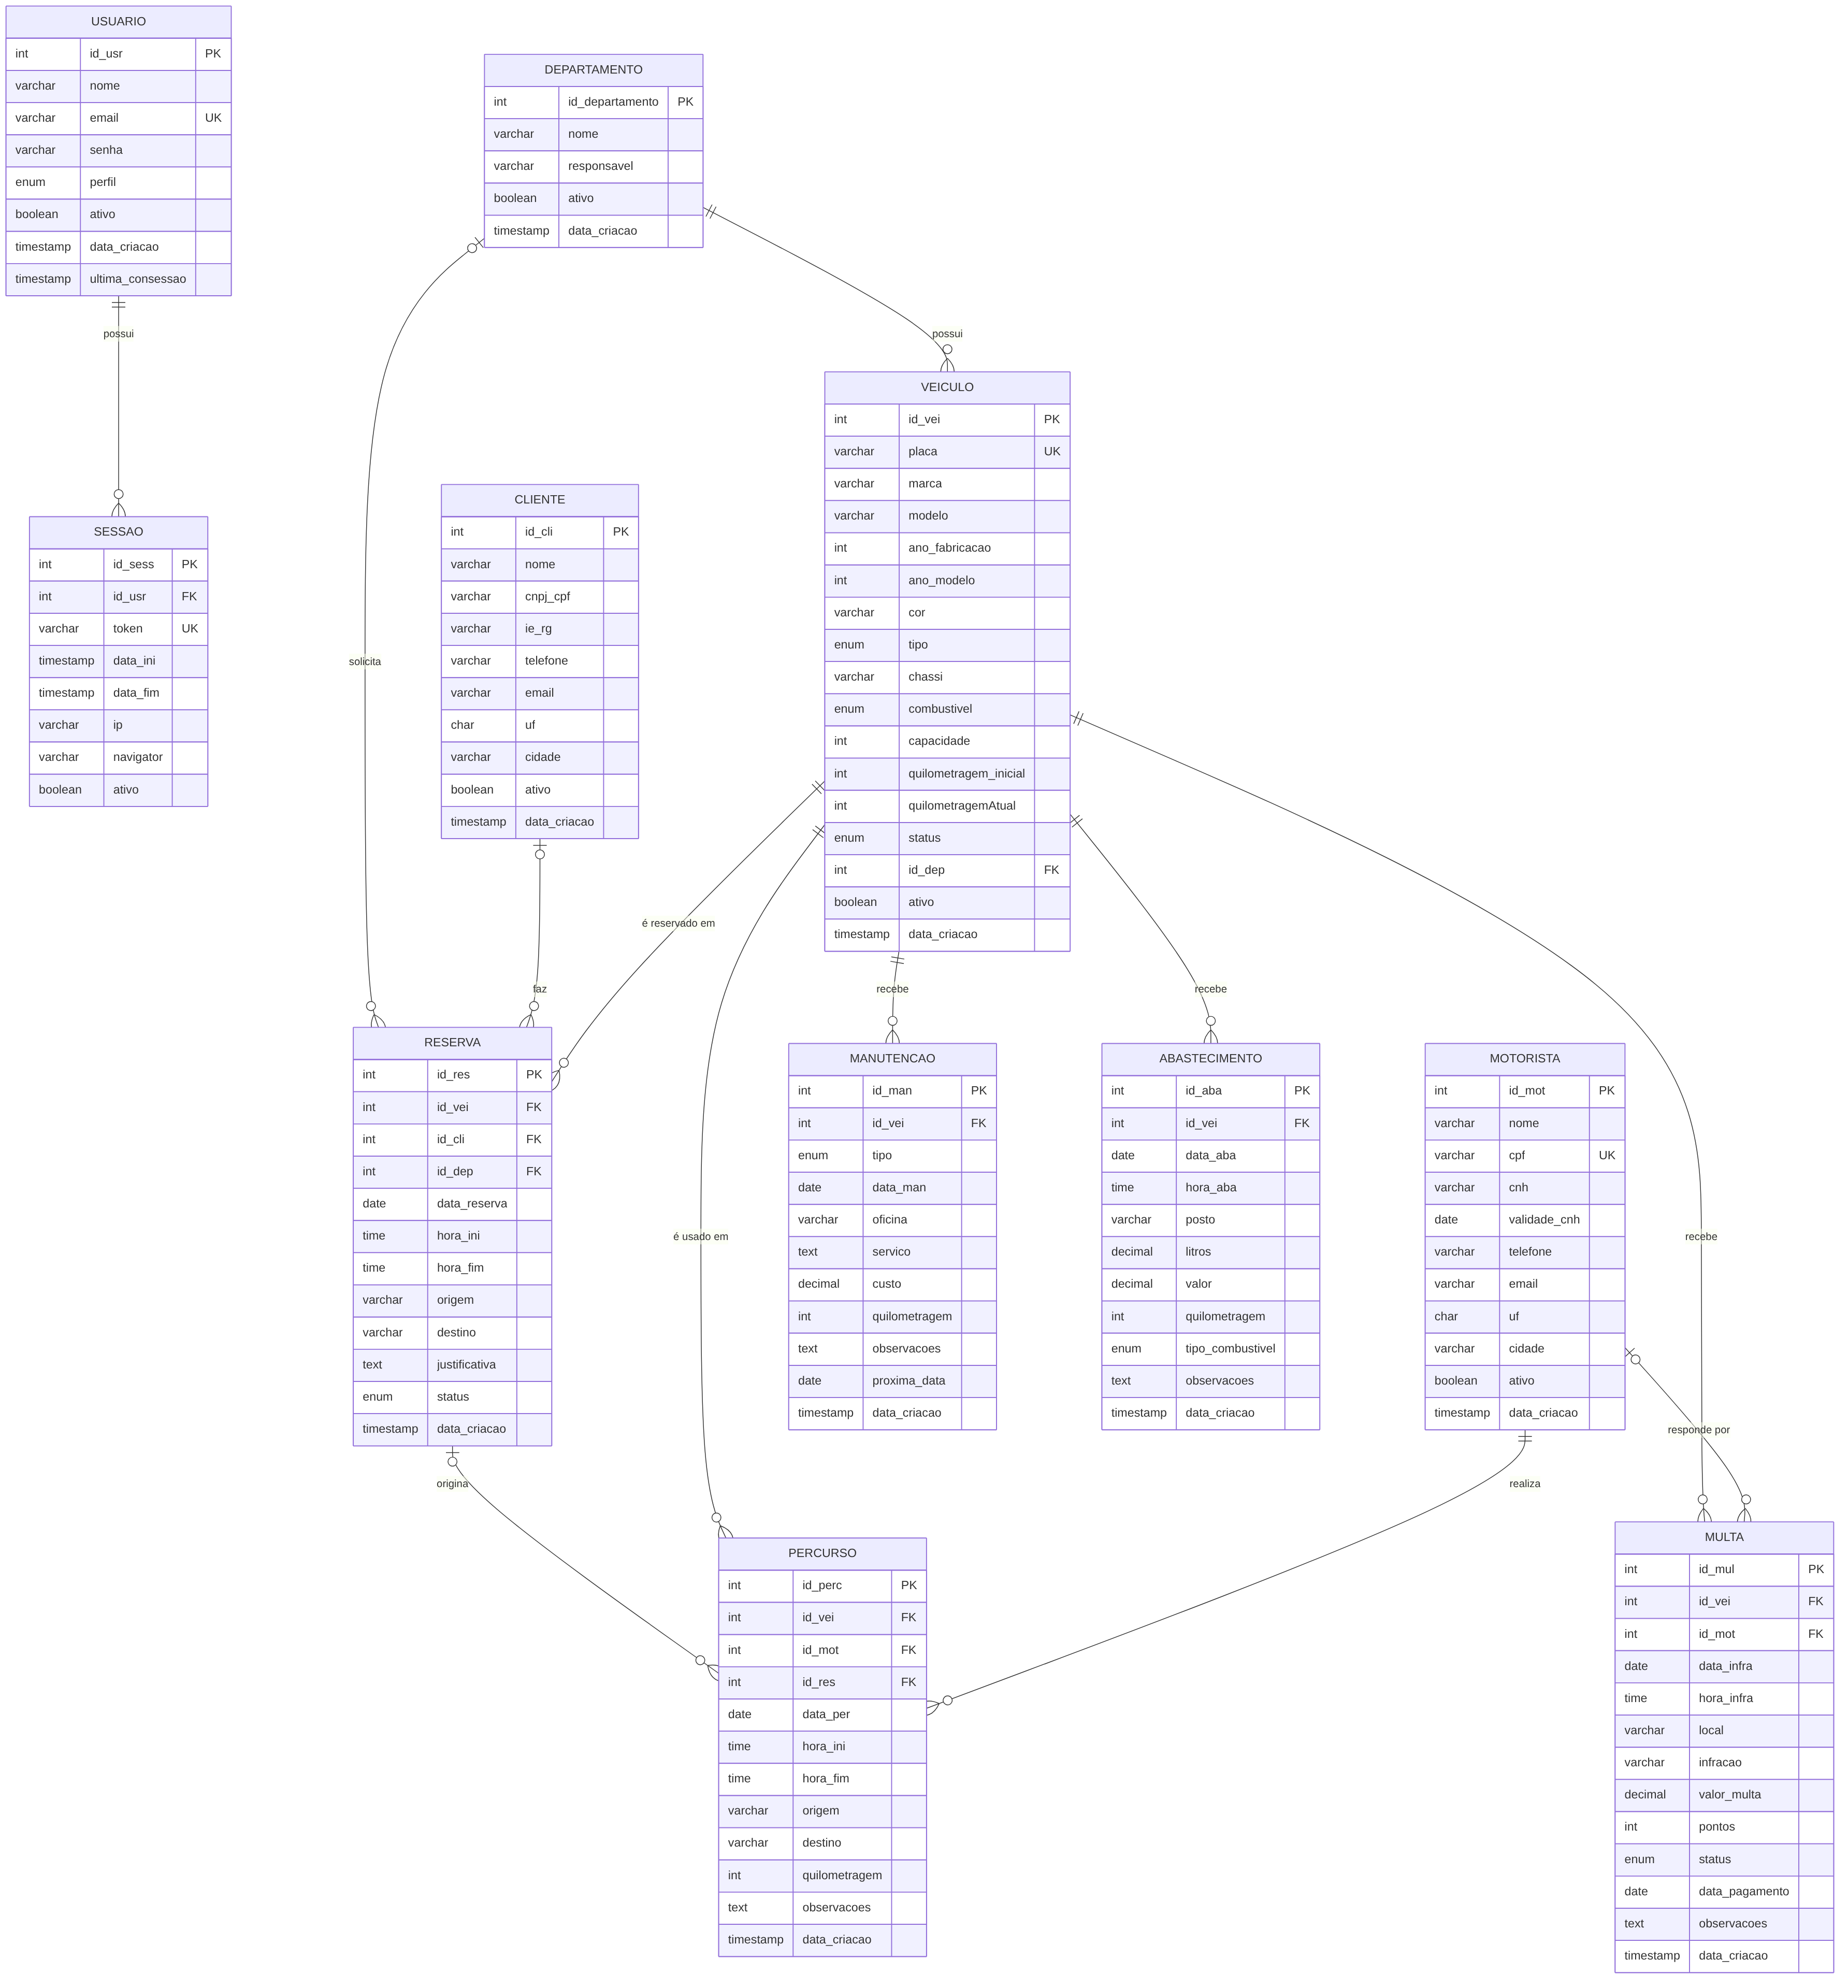 USUARIO
int id_usr PK
varchar nome
varchar email UK
varchar senha
enum perfil
boolean ativo
timestamp data_criacao
timestamp ultima_consessao
possui
DEPARTAMENTO
int id_departamento PK
varchar nome
varchar responsavel
boolean ativo
timestamp data_criacao
possui
solicita
SESSAO
int id_sess PK
int id_usr FK
varchar token UK
timestamp data_ini
timestamp data_fim
varchar ip
varchar navigator
boolean ativo
CLIENTE
int id_cli PK
varchar nome
varchar cnpj_cpf
varchar ie_rg
varchar telefone
varchar email
char uf
varchar cidade
boolean ativo
timestamp data_criacao
faz
VEICULO
int id_vei PK
varchar placa UK
varchar marca
varchar modelo
int ano_fabricacao
int ano_modelo
varchar cor
enum tipo
varchar chassi
enum combustivel
int capacidade
int quilometragem_inicial
int quilometragemAtual
enum status
int id_dep FK
boolean ativo
timestamp data_criacao
é reservado em
recebe
recebe
é usado em
recebe
RESERVA
int id_res PK
int id_vei FK
int id_cli FK
int id_dep FK
date data_reserva
time hora_ini
time hora_fim
varchar origem
varchar destino
text justificativa
enum status
timestamp data_criacao
origina
MANUTENCAO
int id_man PK
int id_vei FK
enum tipo
date data_man
varchar oficina
text servico
decimal custo
int quilometragem
text observacoes
date proxima_data
timestamp data_criacao
ABASTECIMENTO
int id_aba PK
int id_vei FK
date data_aba
time hora_aba
varchar posto
decimal litros
decimal valor
int quilometragem
enum tipo_combustivel
text observacoes
timestamp data_criacao
MOTORISTA
int id_mot PK
varchar nome
varchar cpf UK
varchar cnh
date validade_cnh
varchar telefone
varchar email
char uf
varchar cidade
boolean ativo
timestamp data_criacao
responde por
realiza
PERCURSO
int id_perc PK
int id_vei FK
int id_mot FK
int id_res FK
date data_per
time hora_ini
time hora_fim
varchar origem
varchar destino
int quilometragem
text observacoes
timestamp data_criacao
MULTA
int id_mul PK
int id_vei FK
int id_mot FK
date data_infra
time hora_infra
varchar local
varchar infracao
decimal valor_multa
int pontos
enum status
date data_pagamento
text observacoes
timestamp data_criacao